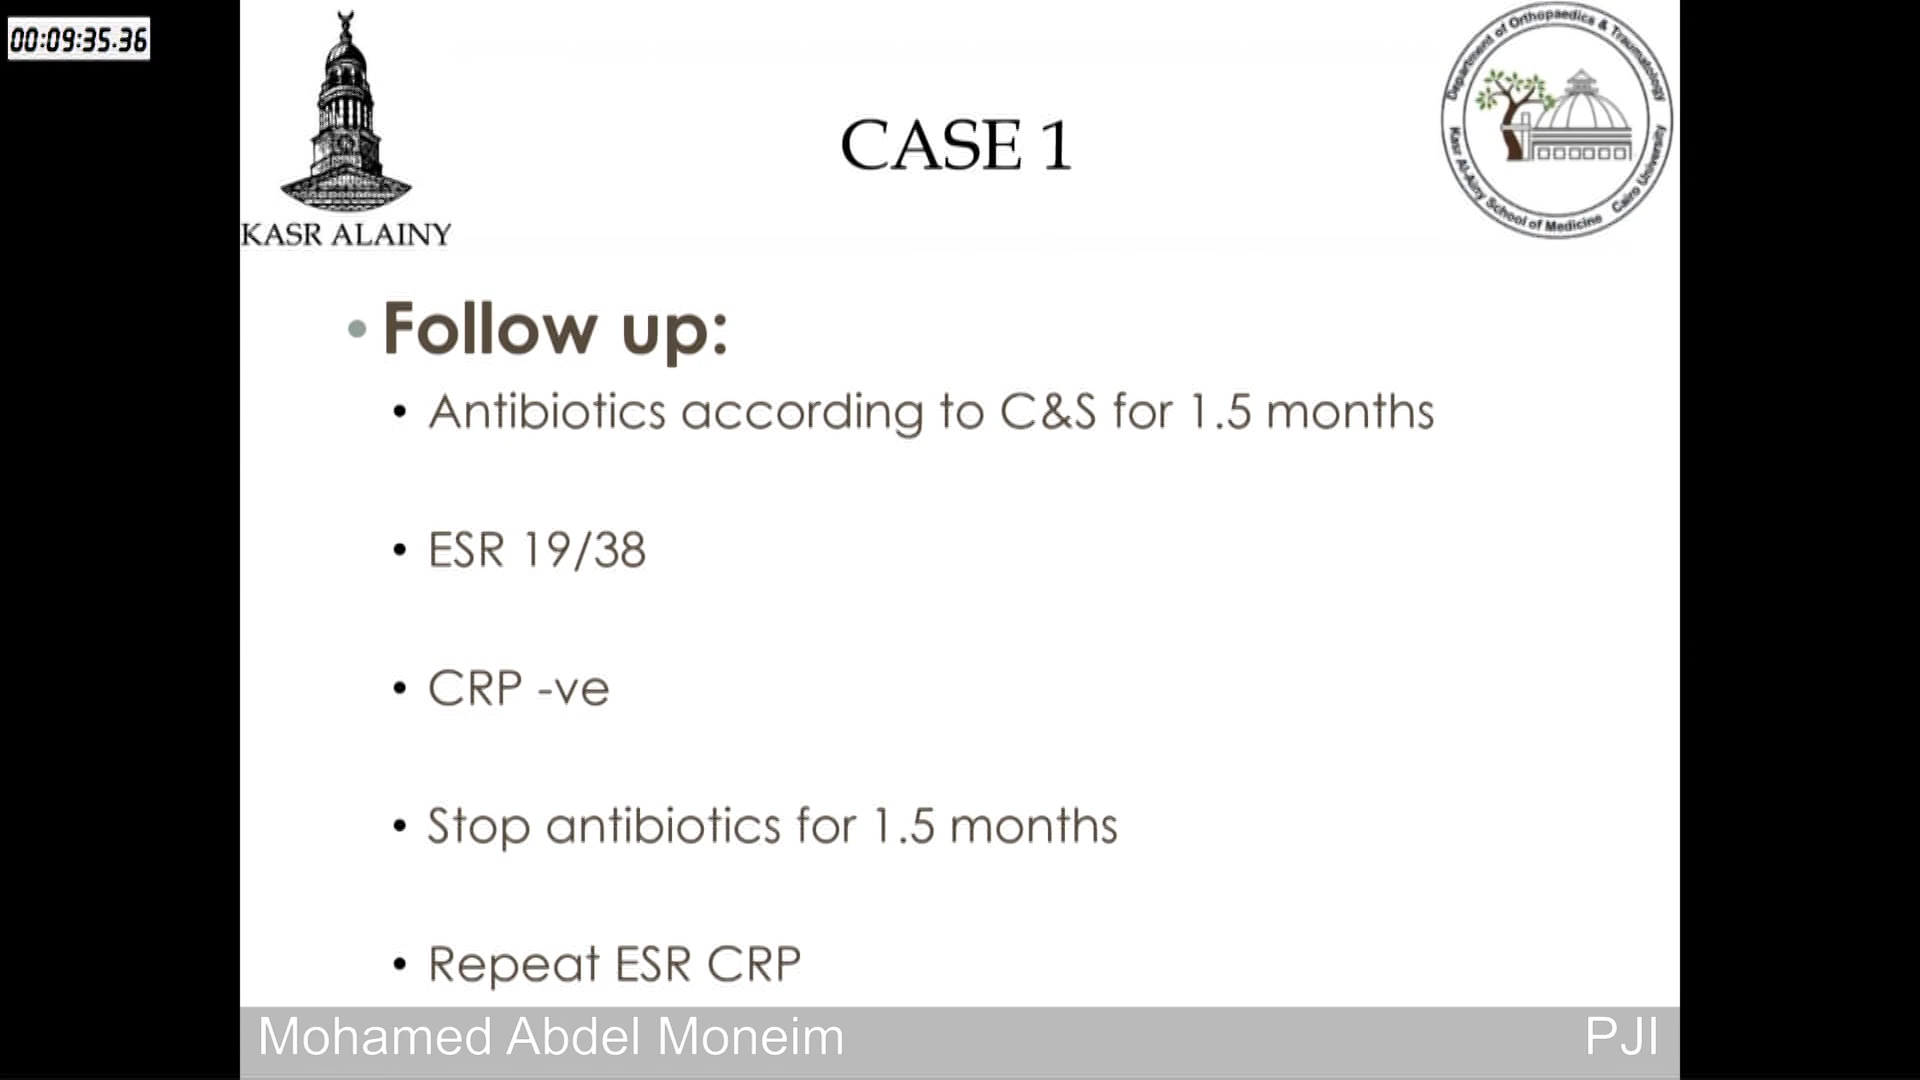 00:09:35.36
KASR ALAINY
CASE 1
Department of Orthopaedics & Traumatology
Kasr Al-Ainy School of Medicine Cairo University
• Follow up:
• Antibiotics according to C&S for 1.5 months
• ESR 19/38
• CRP -ve
• Stop antibiotics for 1.5 months
• Repeat ESR CRP
Mohamed Abdel Moneim
PJI